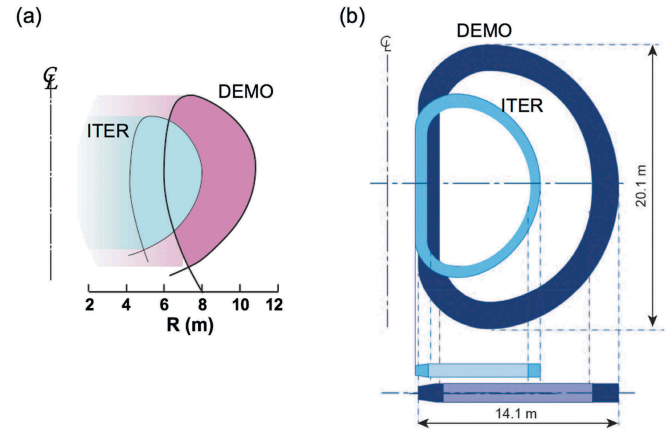 (a)
℄
DEMO
ITER
2 4 6 8 10 12
R (m)
(b)
℄
DEMO
ITER
20.1 m
14.1 m